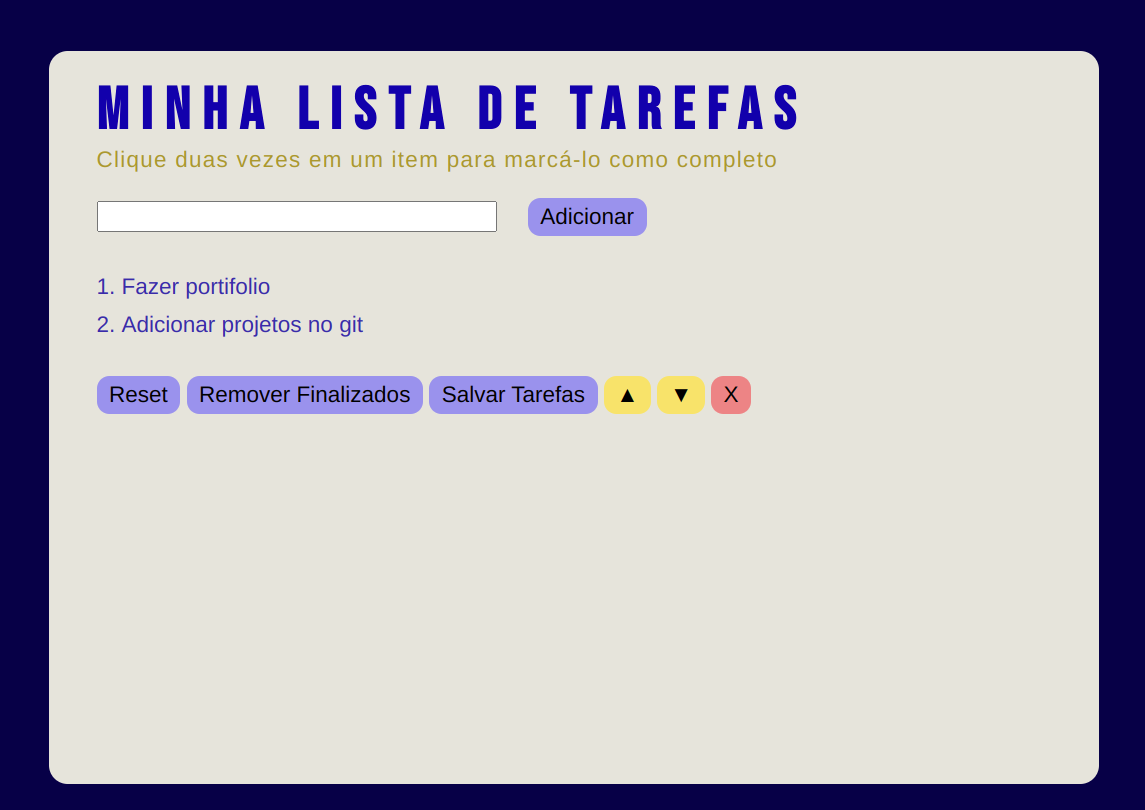 MINHA LISTA DE TAREFAS
Clique duas vezes em um item para marcá-lo como completo
Adicionar
1. Fazer portifolio
2. Adicionar projetos no git
Reset Remover Finalizados Salvar Tarefas ▲ ▼ X